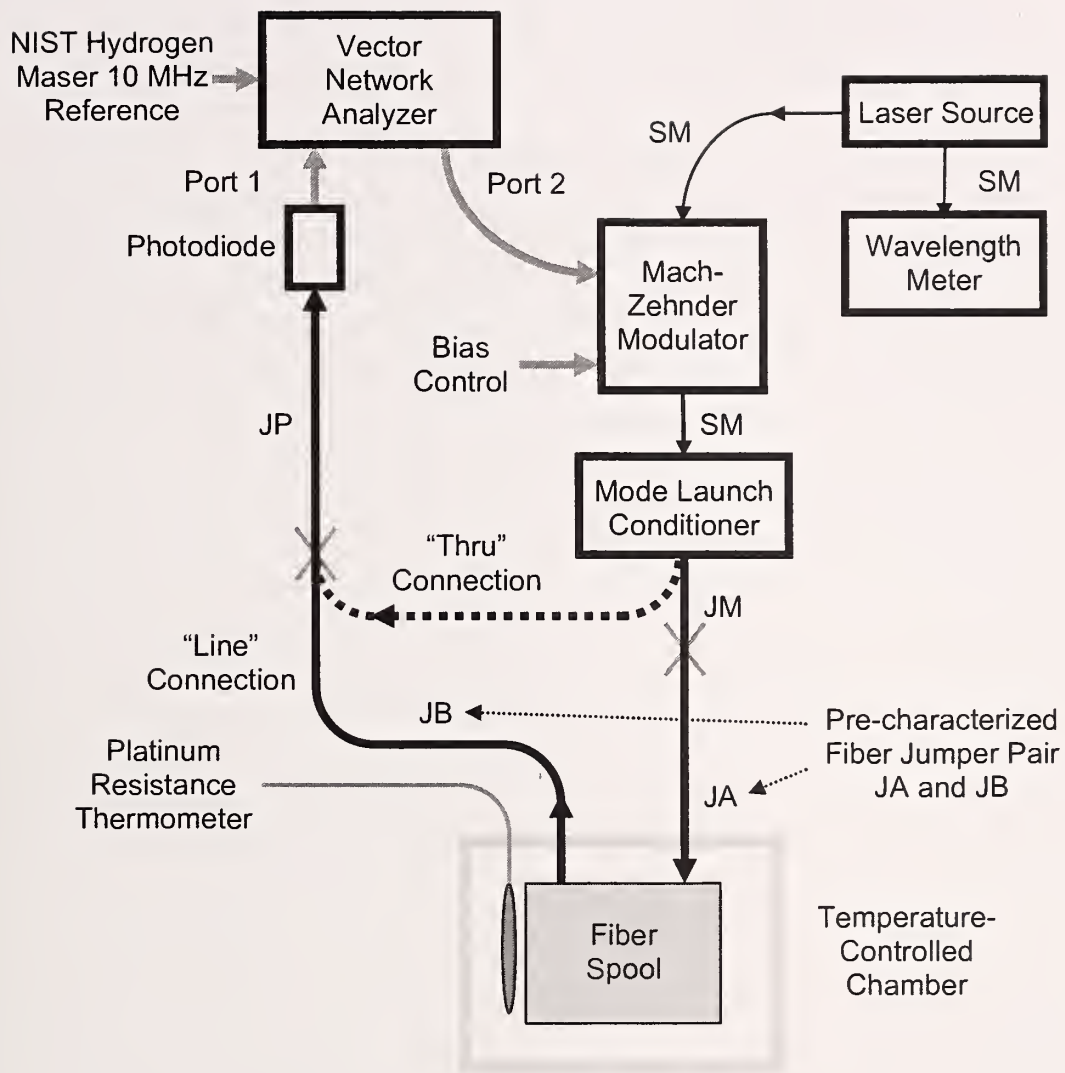 NIST Hydrogen
Maser 10 MHz
Reference
Vector
Network
Analyzer
Laser Source
SM
SM
Port 1
Port 2
Photodiode
Wavelength
Meter
Mach-
Zehnder
Modulator
Bias
Control
JP
SM
Mode Launch
Conditioner
“Thru”
Connection
JM
“Line”
Connection
JB
Pre-characterized
Fiber Jumper Pair
JA and JB
Platinum
Resistance
Thermometer
JA
Fiber
Spool
Temperature-
Controlled
Chamber